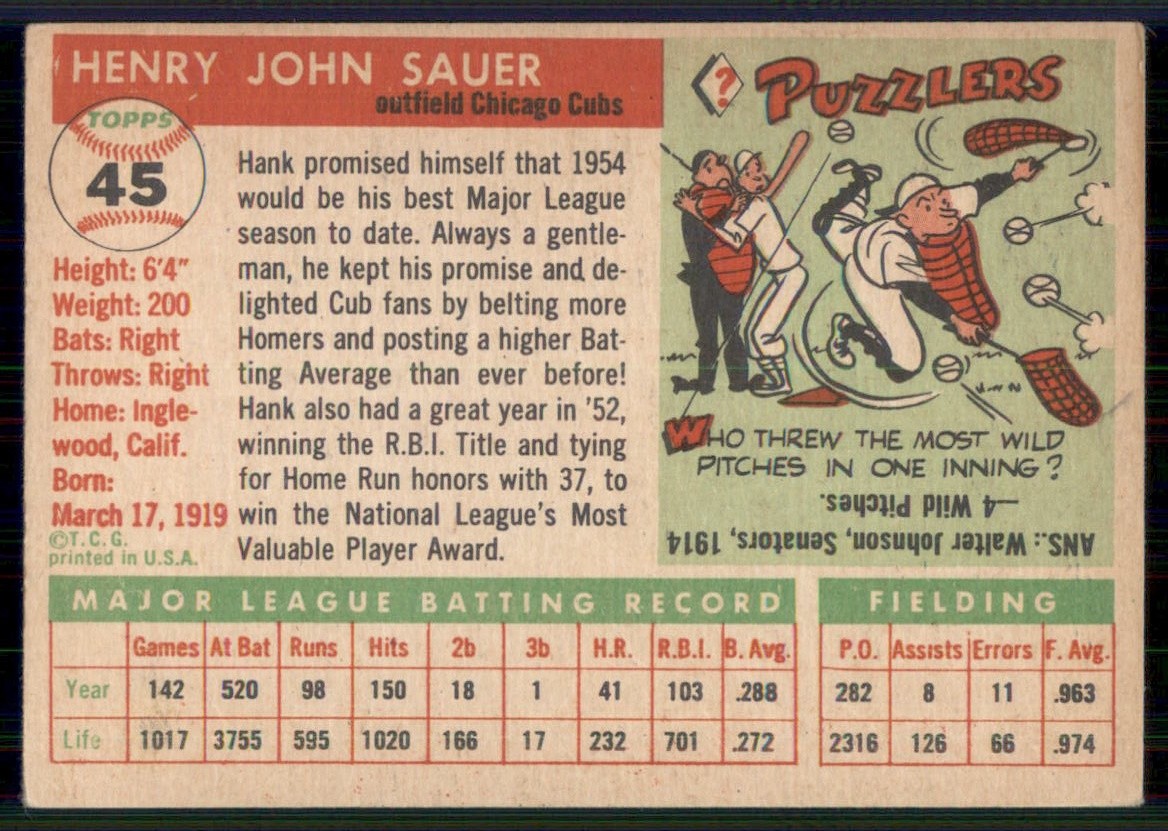 HENRY JOHN SAUER
outfield Chicago Cubs
TOPPS
45
Height: 6'4"
Weight: 200
Bats: Right
Throws: Right
Home: Ingle-
wood, Calif.
Born:
March 17, 1919
©T.C.G.
printed in U.S.A.
Hank promised himself that 1954
would be his best Major League
season to date. Always a gentle-
man, he kept his promise and de-
lighted Cub fans by belting more
Homers and posting a higher Bat-
ting Average than ever before!
Hank also had a great year in '52,
winning the R.B.I. Title and tying
for Home Run honors with 37, to
win the National League's Most
Valuable Player Award.
?
PUZZLERS
WHO THREW THE MOST WILD
PITCHES IN ONE INNING?
ANS.: Walter Johnson, Senators, 1914
—4 Wild Pitches.
MAJOR LEAGUE BATTING RECORD
Games At Bat Runs Hits 2b 3b H.R. R.B.I. B. Avg.
Year 142 520 98 150 18 1 41 103 .288
Life 1017 3755 595 1020 166 17 232 701 .272
FIELDING
P.O. Assists Errors F. Avg.
282 8 11 .963
2316 126 66 .974